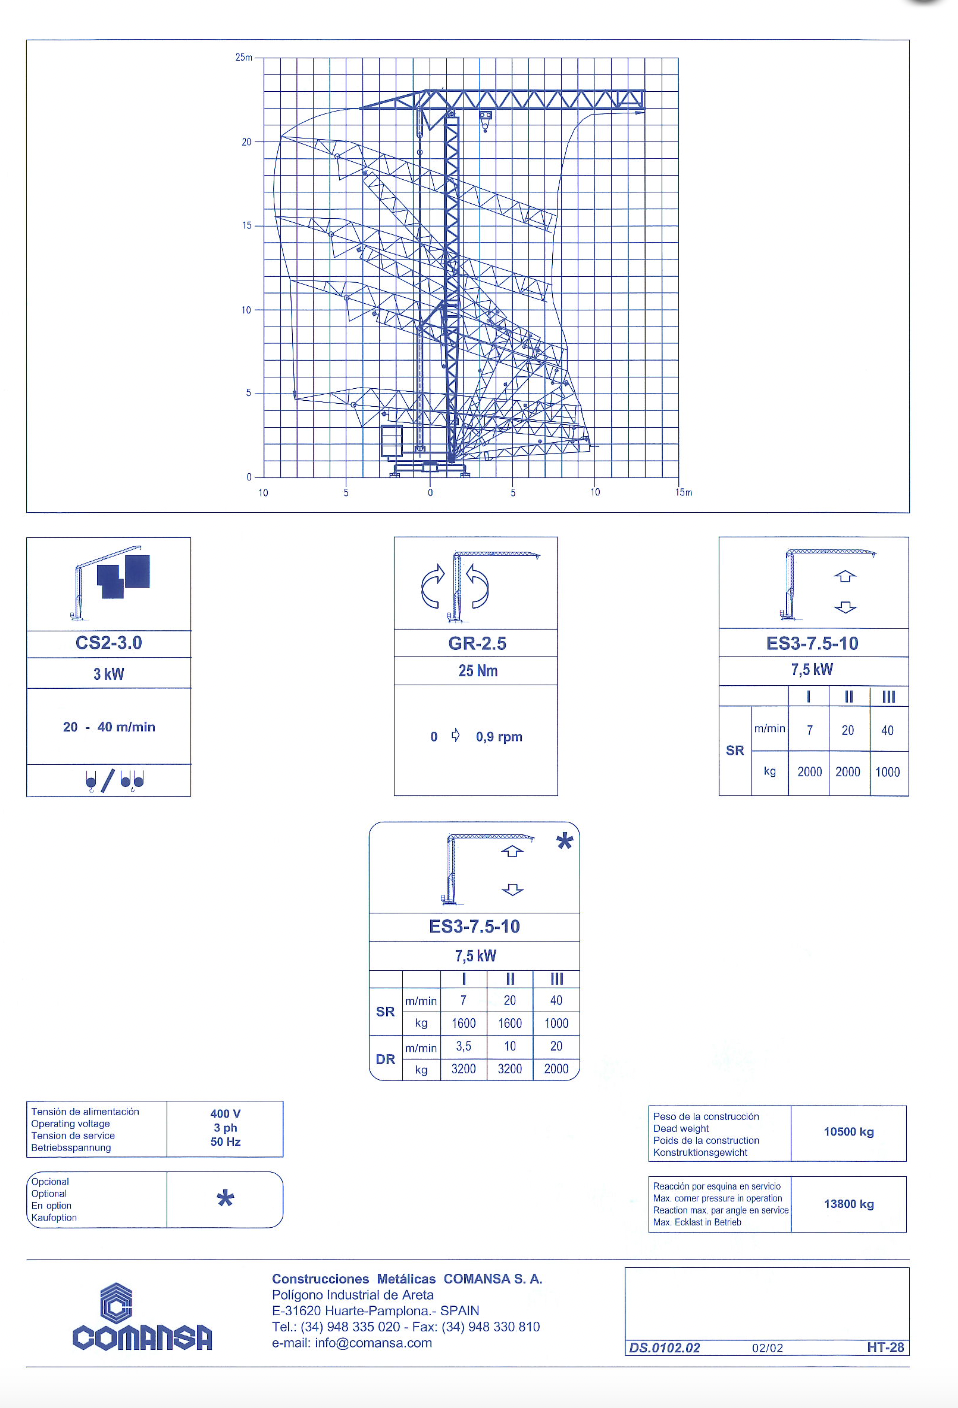 25m
20
15
10
5
0
10 5 0 5 10 15m
CS2-3.0
3 kW
20 - 40 m/min
GR-2.5
25 Nm
0 0,9 rpm
ES3-7.5-10
7,5 kW
I II III
SR m/min 7 20 40
kg 2000 2000 1000
*
ES3-7.5-10
7,5 kW
I II III
SR m/min 7 20 40
kg 1600 1600 1000
DR m/min 3,5 10 20
kg 3200 3200 2000
Tensión de alimentación
Operating voltage
Tension de service
Betriebsspannung
400 V
3 ph
50 Hz
Opcional
Optional
En option
Kaufoption
*
Peso de la construcción
Dead weight
Poids de la construction
Konstruktionsgewicht
10500 kg
Reacción por esquina en servicio
Max. corner pressure in operation
Reaction max. par angle en service
Max. Ecklast in Betrieb
13800 kg
COMANSA
Construcciones Metálicas COMANSA S. A.
Polígono Industrial de Areta
E-31620 Huarte-Pamplona.- SPAIN
Tel.: (34) 948 335 020 - Fax: (34) 948 330 810
e-mail: info@comansa.com
DS.0102.02 02/02 HT-28